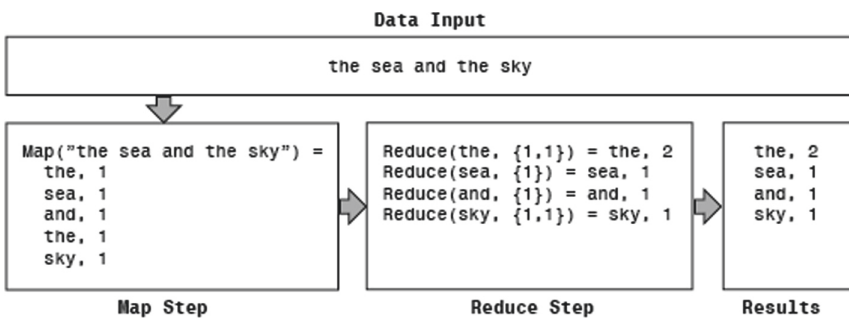 Data Input
the sea and the sky
Map("the sea and the sky") =
the, 1
sea, 1
and, 1
the, 1
sky, 1
Map Step
Reduce(the, {1,1}) = the, 2
Reduce(sea, {1}) = sea, 1
Reduce(and, {1}) = and, 1
Reduce(sky, {1,1}) = sky, 1
Reduce Step
the, 2
sea, 1
and, 1
sky, 1
Results